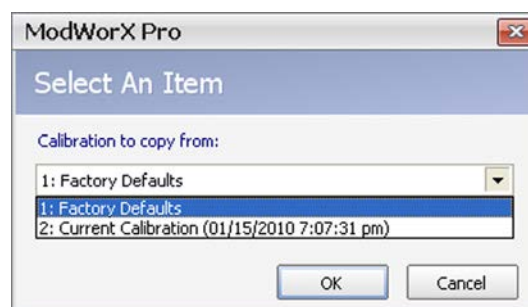 ModWorX Pro
Select An Item
Calibration to copy from:
1: Factory Defaults
1: Factory Defaults
2: Current Calibration (01/15/2010 7:07:31 pm)
OK Cancel